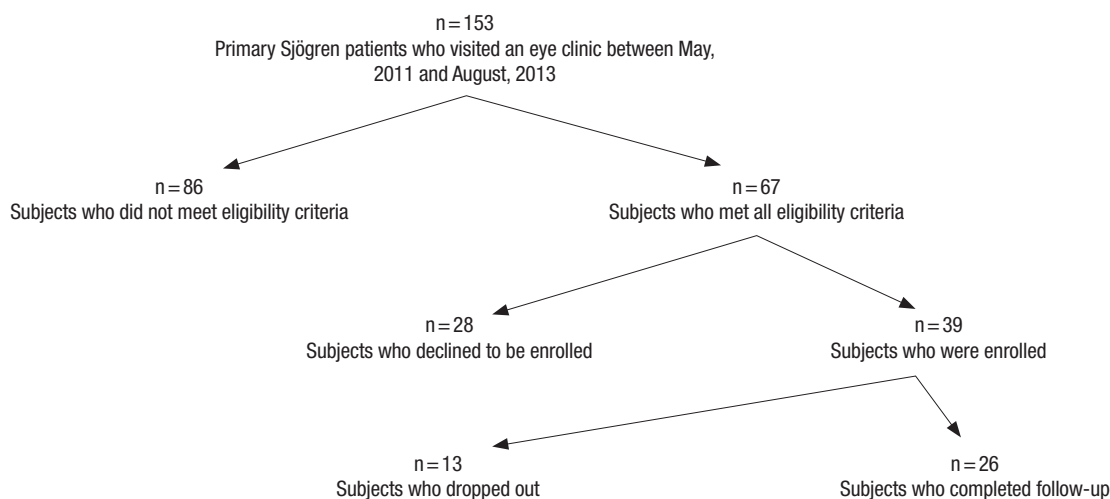 n = 153
Primary Sjögren patients who visited an eye clinic between May,
2011 and August, 2013
n = 86
Subjects who did not meet eligibility criteria
n = 67
Subjects who met all eligibility criteria
n = 28
Subjects who declined to be enrolled
n = 39
Subjects who were enrolled
n = 13
Subjects who dropped out
n = 26
Subjects who completed follow-up